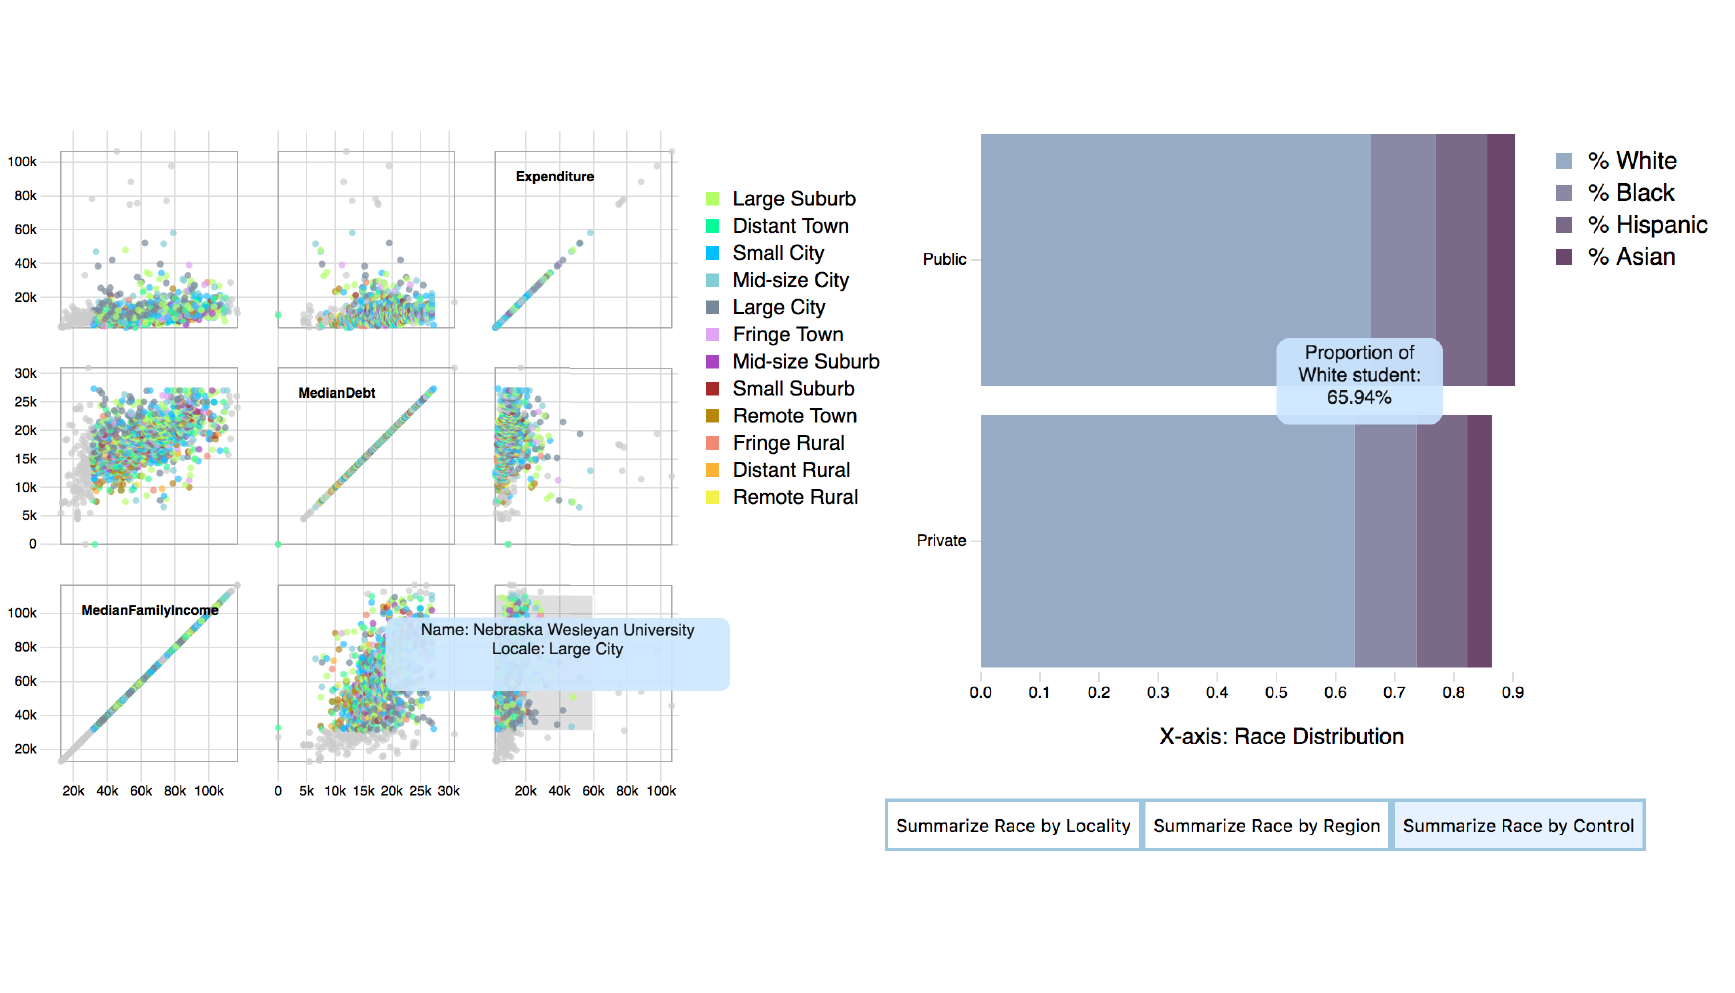 100k
80k
60k
40k
20k
Expenditure
30k
25k
20k
15k
10k
5k
0
MedianDebt
100k
80k
60k
40k
20k
MedianFamilyIncome
Name: Nebraska Wesleyan University
Locale: Large City
20k 40k 60k 80k 100k
0 5k 10k 15k 20k 25k 30k
20k 40k 60k 80k 100k
Large Suburb
Distant Town
Small City
Mid-size City
Large City
Fringe Town
Mid-size Suburb
Small Suburb
Remote Town
Fringe Rural
Distant Rural
Remote Rural
Public
Private
Proportion of
White student:
65.94%
0.0 0.1 0.2 0.3 0.4 0.5 0.6 0.7 0.8 0.9
X-axis: Race Distribution
% White
% Black
% Hispanic
% Asian
Summarize Race by Locality
Summarize Race by Region
Summarize Race by Control